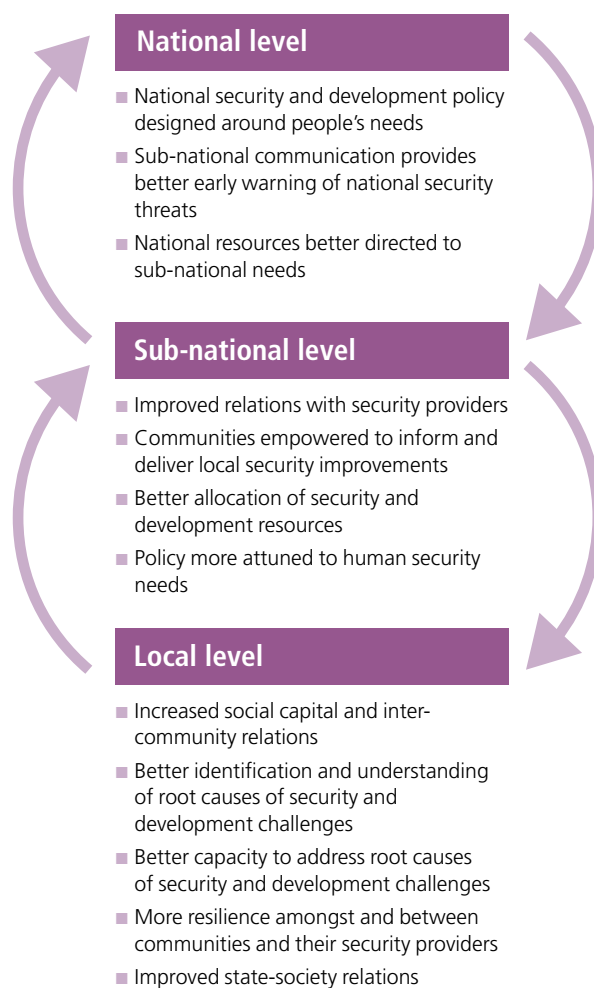 National level
■ National security and development policy
designed around people’s needs
■ Sub-national communication provides
better early warning of national security
threats
■ National resources better directed to
sub-national needs
Sub-national level
■ Improved relations with security providers
■ Communities empowered to inform and
deliver local security improvements
■ Better allocation of security and
development resources
■ Policy more attuned to human security
needs
Local level
■ Increased social capital and inter-
community relations
■ Better identification and understanding
of root causes of security and
development challenges
■ Better capacity to address root causes
of security and development challenges
■ More resilience amongst and between
communities and their security providers
■ Improved state-society relations